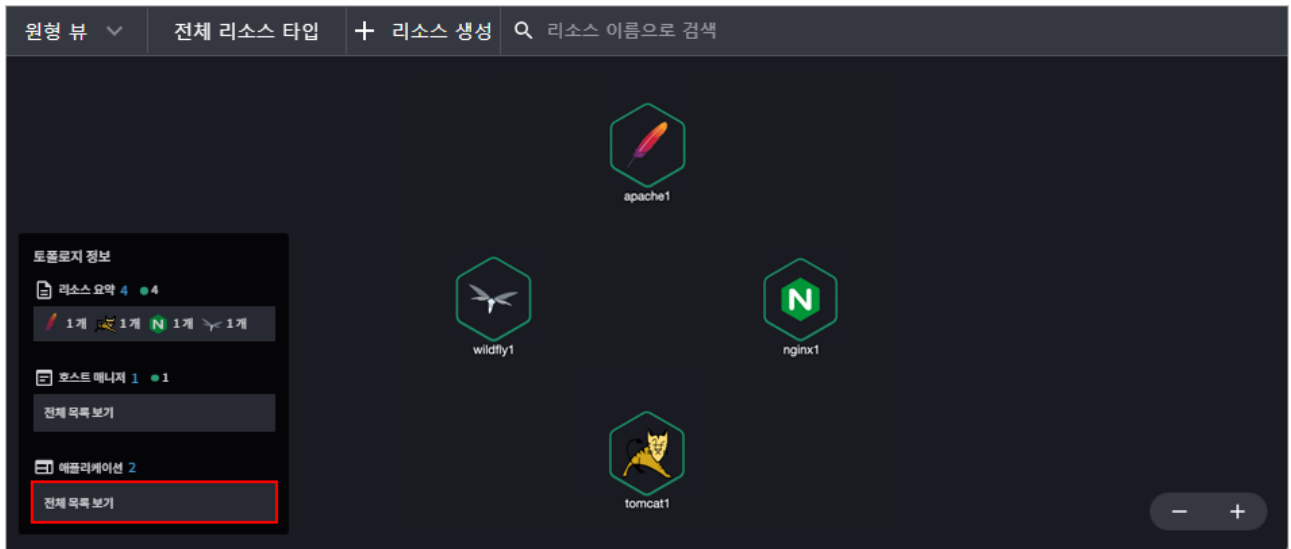 원형 뷰 전체 리소스 타입 + 리소스 생성 리소스 이름으로 검색
apache1
wildfly1
nginx1
tomcat1
토폴로지 정보
리소스 요약 4 4
1개 1개 N 1개 1개
호스트 매니저 1 1
전체 목록 보기
애플리케이션 2
전체 목록 보기
N
− +